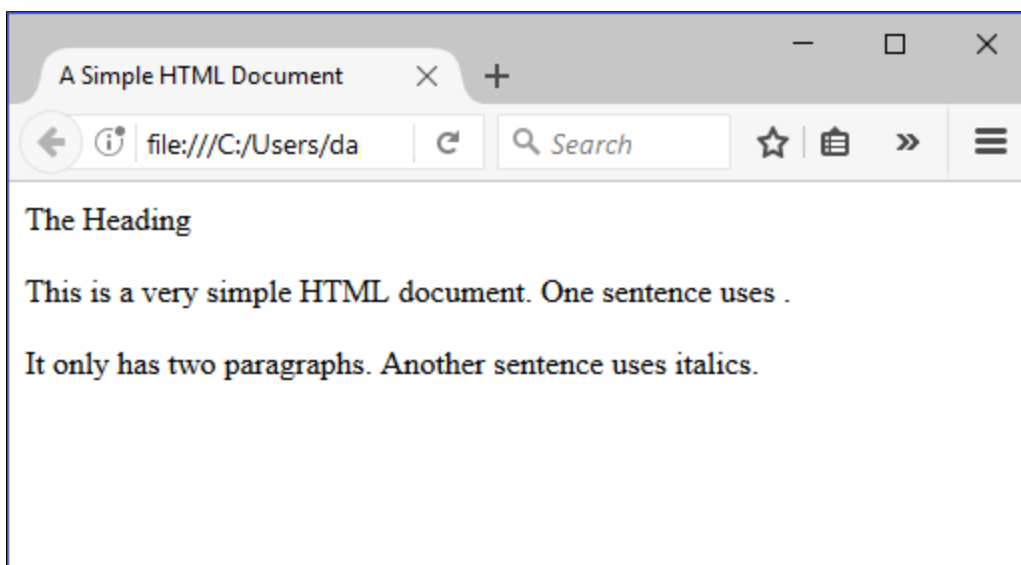 A Simple HTML Document
file:///C:/Users/da
Search
The Heading
This is a very simple HTML document. One sentence uses .
It only has two paragraphs. Another sentence uses italics.